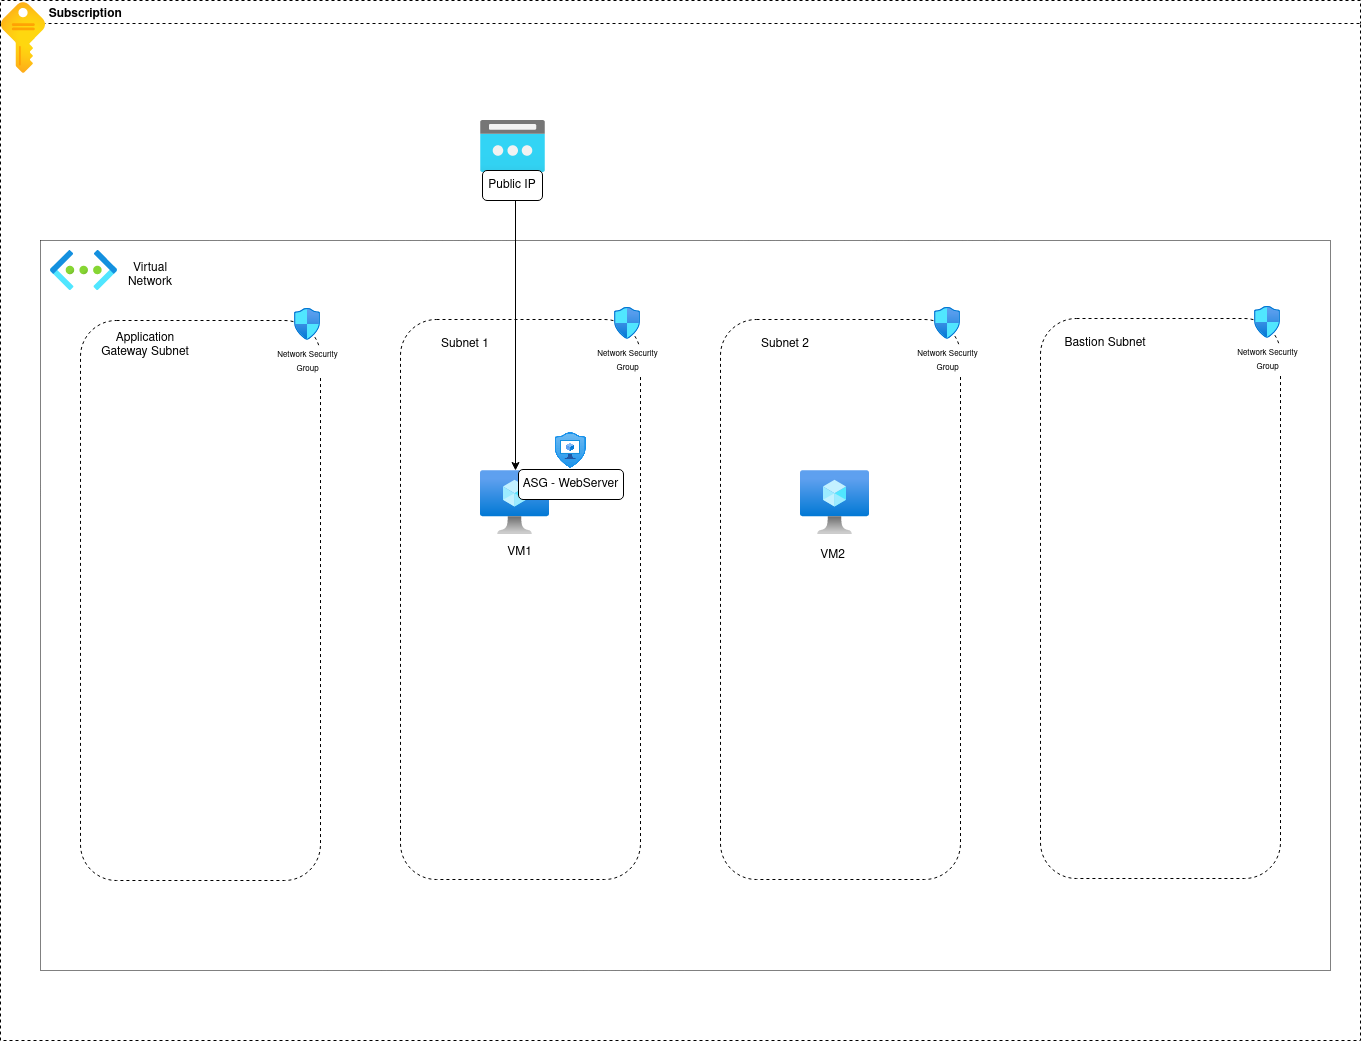 Subscription
Public IP
Virtual
Network
Application
Gateway Subnet
Network Security
Group
Subnet 1
Network Security
Group
Subnet 2
Network Security
Group
Bastion Subnet
Network Security
Group
ASG - WebServer
VM1
VM2